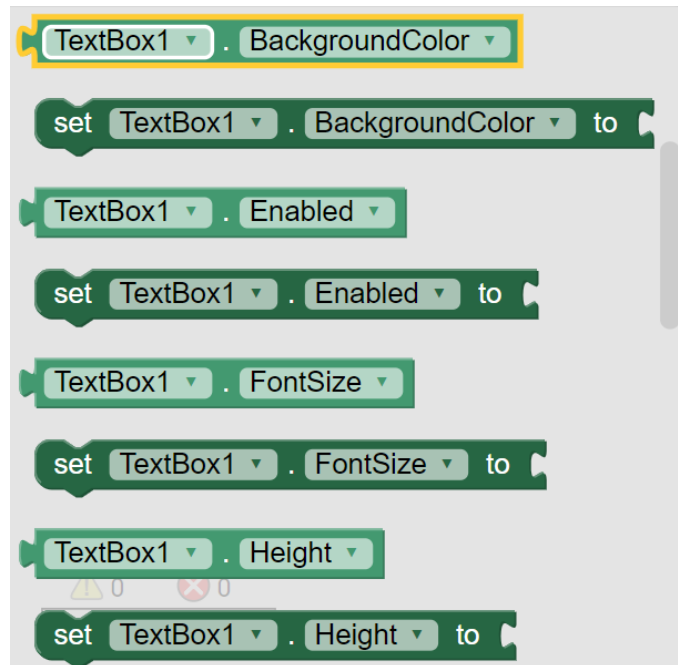 TextBox1 . BackgroundColor
set TextBox1 . BackgroundColor to
TextBox1 . Enabled
set TextBox1 . Enabled to
TextBox1 . FontSize
set TextBox1 . FontSize to
TextBox1 . Height
0 0
set TextBox1 . Height to